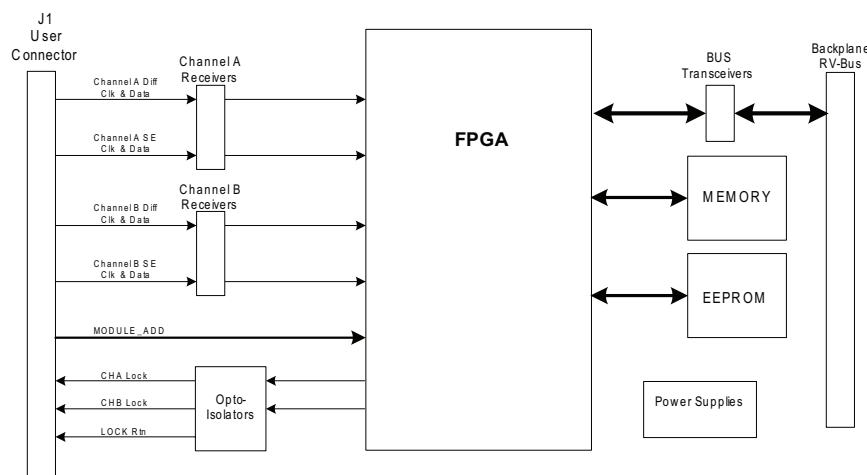 J1
User
Connector
Channel A Diff
Clk & Data
Channel A SE
Clk & Data
Channel A
Receivers
Channel B Diff
Clk & Data
Channel B SE
Clk & Data
Channel B
Receivers
MODULE_ADD
CHA Lock
CHB Lock
LOCK Rtn
Opto-
Isolators
FPGA
BUS
Transceivers
Backplane
RV-Bus
MEMORY
EEPROM
Power Supplies